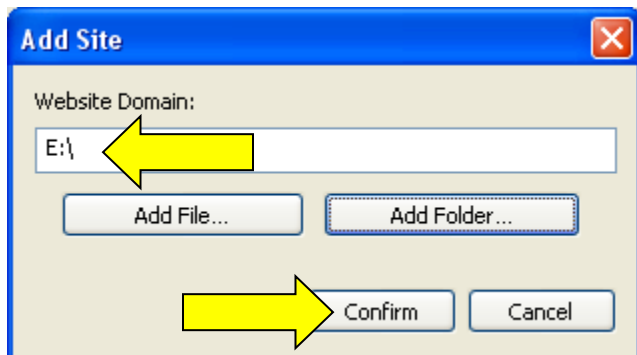 Add Site
Website Domain:
E:\
Add File... Add Folder...
Confirm Cancel